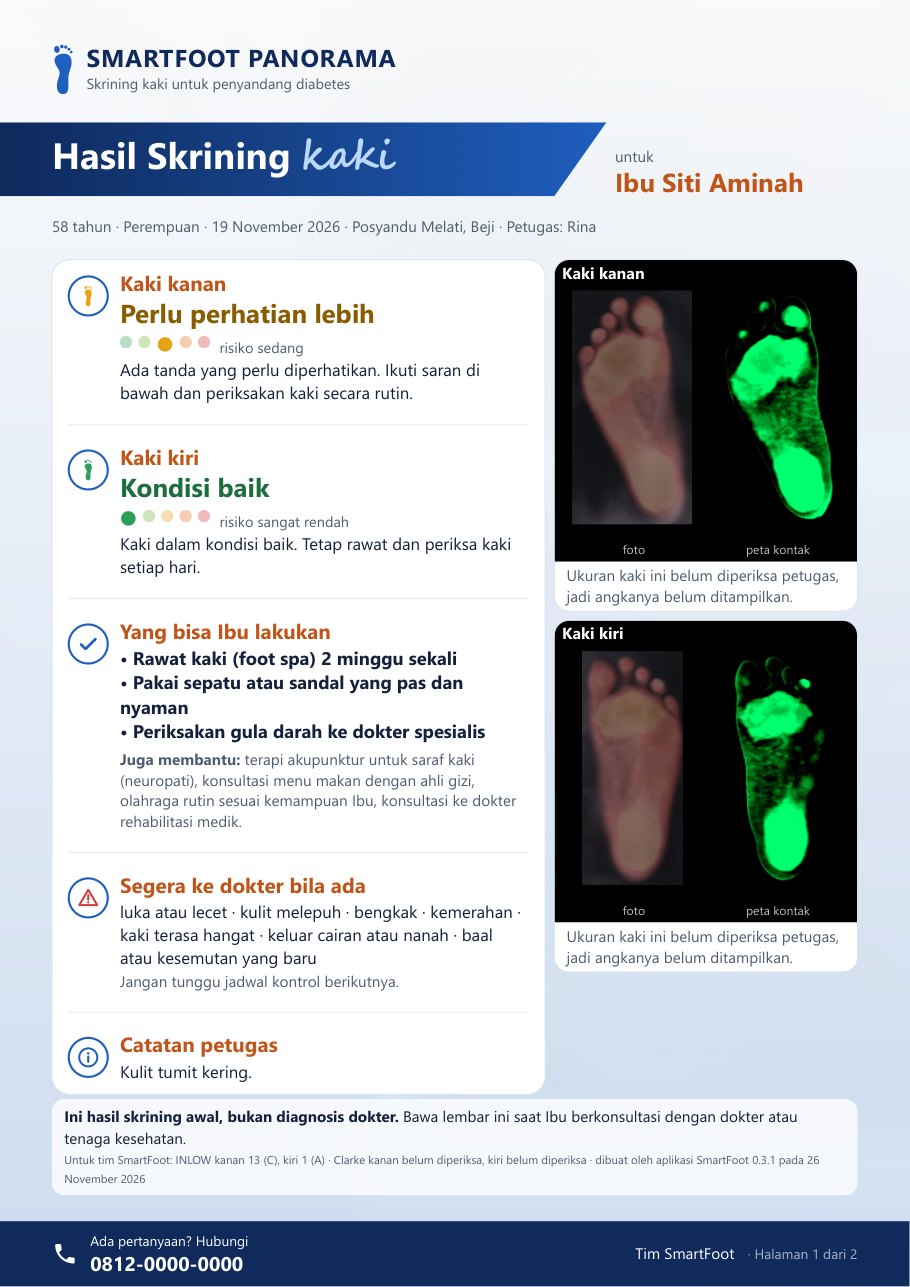 SMARTFOOT PANORAMA
Skrining kaki untuk penyandang diabetes
Hasil Skrining kaki
untuk
Ibu Siti Aminah
58 tahun · Perempuan · 19 November 2026 · Posyandu Melati, Beji · Petugas: Rina
Kaki kanan
Perlu perhatian lebih
risiko sedang
Ada tanda yang perlu diperhatikan. Ikuti saran di
bawah dan periksakan kaki secara rutin.
Kaki kiri
Kondisi baik
risiko sangat rendah
Kaki dalam kondisi baik. Tetap rawat dan periksa kaki
setiap hari.
Yang bisa Ibu lakukan
• Rawat kaki (foot spa) 2 minggu sekali
• Pakai sepatu atau sandal yang pas dan
nyaman
• Periksakan gula darah ke dokter spesialis
Juga membantu: terapi akupunktur untuk saraf kaki
(neuropati), konsultasi menu makan dengan ahli gizi,
olahraga rutin sesuai kemampuan Ibu, konsultasi ke dokter
rehabilitasi medik.
Segera ke dokter bila ada
luka atau lecet · kulit melepuh · bengkak · kemerahan ·
kaki terasa hangat · keluar cairan atau nanah · baal
atau kesemutan yang baru
Jangan tunggu jadwal kontrol berikutnya.
Catatan petugas
Kulit tumit kering.
Kaki kanan
foto
peta kontak
Ukuran kaki ini belum diperiksa petugas,
jadi angkanya belum ditampilkan.
Kaki kiri
foto
peta kontak
Ukuran kaki ini belum diperiksa petugas,
jadi angkanya belum ditampilkan.
Ini hasil skrining awal, bukan diagnosis dokter. Bawa lembar ini saat Ibu berkonsultasi dengan dokter atau
tenaga kesehatan.
Untuk tim SmartFoot: INLOW kanan 13 (C), kiri 1 (A) · Clarke kanan belum diperiksa, kiri belum diperiksa · dibuat oleh aplikasi SmartFoot 0.3.1 pada 26
November 2026
Ada pertanyaan? Hubungi
0812-0000-0000
Tim SmartFoot · Halaman 1 dari 2